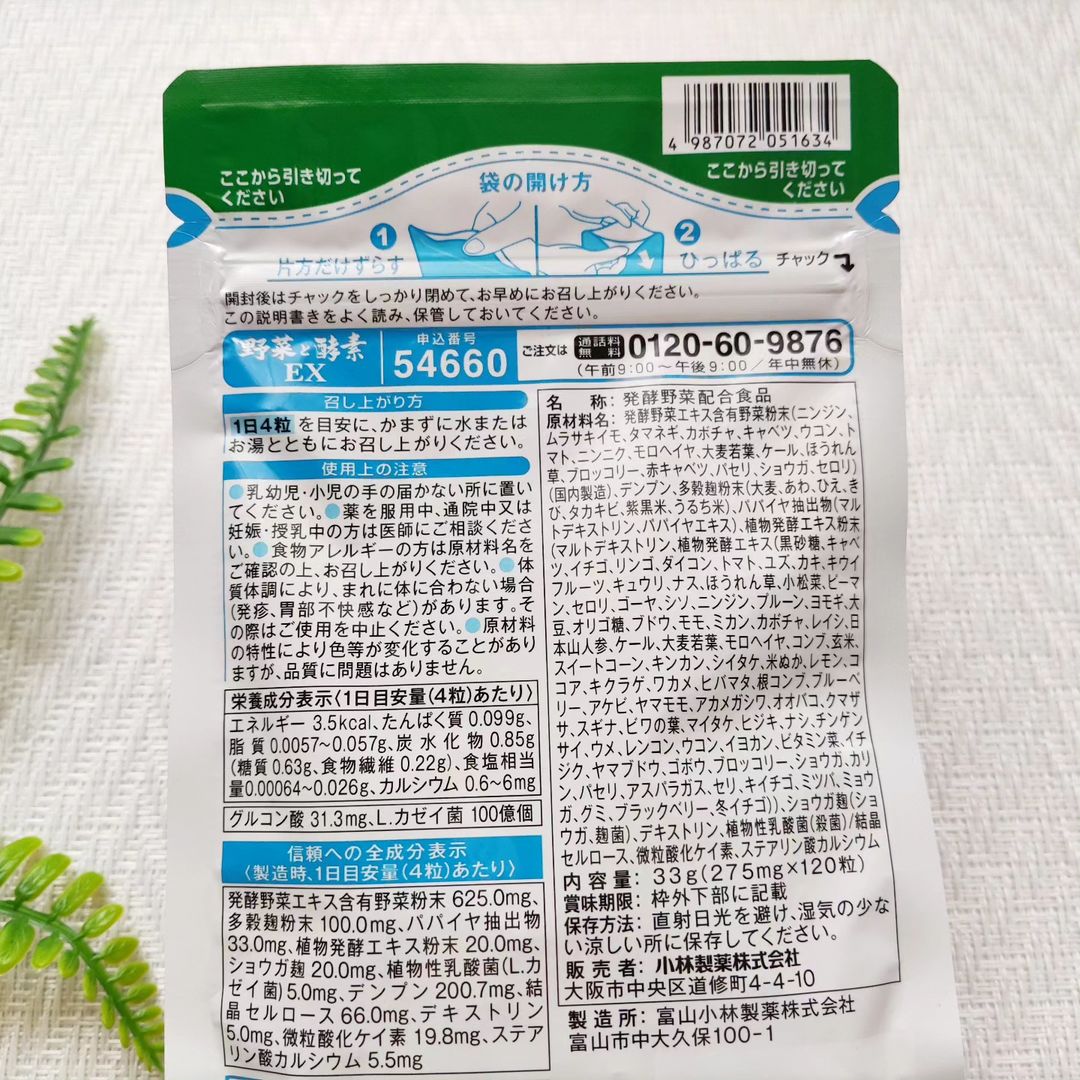 4 987072 051634
ここから引き切って
ください
袋の開け方
ここから引き切って
ください
1
片方だけずらす
2
ひっぱる
チャック
開封後はチャックをしっかり閉めて、お早めにお召し上がりください。
この説明書きをよく読み、保管しておいてください。
野菜と酵素
EX
申込番号
54660
ご注文は
通話料
無料
0120-60-9876
(午前9:00〜午後9:00/年中無休)
召し上がり方
1日4粒を目安に、かまずに水または
お湯とともにお召し上がりください。
使用上の注意
●乳幼児・小児の手の届かない所に置い
てください。●薬を服用中、通院中又は
妊娠・授乳中の方は医師にご相談くださ
い。●食物アレルギーの方は原材料名を
ご確認の上、お召し上がりください。●体
質体調により、まれに体に合わない場合
(発疹、胃部不快感など)があります。そ
の際はご使用を中止ください。●原材料
の特性により色等が変化することがあり
ますが、品質に問題はありません。
栄養成分表示〈1日目安量(4粒)あたり〉
エネルギー 3.5kcal、たんぱく質 0.099g、
脂質 0.0057〜0.057g、炭水化物 0.85g
(糖質 0.63g、食物繊維 0.22g)、食塩相当
量0.00064〜0.026g、カルシウム 0.6〜6mg
グルコン酸 31.3mg、L.カゼイ菌 100億個
信頼への全成分表示
〈製造時、1日目安量(4粒)あたり〉
発酵野菜エキス含有野菜粉末 625.0mg、
多穀麹粉末 100.0mg、パパイヤ抽出物
33.0mg、植物発酵エキス粉末 20.0mg、
ショウガ麹 20.0mg、植物性乳酸菌(L.カ
ゼイ菌)5.0mg、デンプン 200.7mg、結
晶セルロース 66.0mg、デキストリン
5.0mg、微粒酸化ケイ素 19.8mg、ステア
リン酸カルシウム 5.5mg
名 称:発酵野菜配合食品
原材料名:発酵野菜エキス含有野菜粉末(ニンジン、
ムラサキイモ、タマネギ、カボチャ、キャベツ、ウコン、ト
マト、ニンニク、モロヘイヤ、大麦若葉、ケール、ほうれん
草、ブロッコリー、赤キャベツ、パセリ、ショウガ、セロリ)
(国内製造)、デンプン、多穀麹粉末(大麦、あわ、ひえ、き
び、タカキビ、紫黒米、うるち米)、パパイヤ抽出物(マル
トデキストリン、パパイヤエキス)、植物発酵エキス粉末
(マルトデキストリン、植物発酵エキス(黒砂糖、キャベ
ツ、イチゴ、リンゴ、ダイコン、トマト、ユズ、カキ、キウイ
フルーツ、キュウリ、ナス、ほうれん草、小松菜、ピーマ
ン、セロリ、ゴーヤ、シソ、ニンジン、プルーン、ヨモギ、大
豆、オリゴ糖、ブドウ、モモ、ミカン、カボチャ、レイシ、日
本山人参、ケール、大麦若葉、モロヘイヤ、コンブ、玄米、
スイートコーン、キンカン、シイタケ、米ぬか、レモン、コ
コア、キクラゲ、ワカメ、ヒバマタ、根コンブ、ブルーベ
リー、アケビ、ヤマモモ、アカメガシワ、オオバコ、クマザ
サ、スギナ、ビワの葉、マイタケ、ヒジキ、ナシ、チンゲン
サイ、ウメ、レンコン、ウコン、イヨカン、ビタミン菜、イチ
ジク、ヤマブドウ、ゴボウ、ブロッコリー、ショウガ、カリ
ン、パセリ、アスパラガス、セリ、キイチゴ、ミツバ、ミョウ
ガ、グミ、ブラックベリー、冬イチゴ))、ショウガ麹(ショ
ウガ、麹菌)、デキストリン、植物性乳酸菌(殺菌)/結晶
セルロース、微粒酸化ケイ素、ステアリン酸カルシウム
内容量:33g(275mg×120粒)
賞味期限:枠外下部に記載
保存方法:直射日光を避け、湿気の少な
い涼しい所に保存してください。
販売者:小林製薬株式会社
大阪市中央区道修町4-4-10
製造所:富山小林製薬株式会社
富山市中大久保100-1